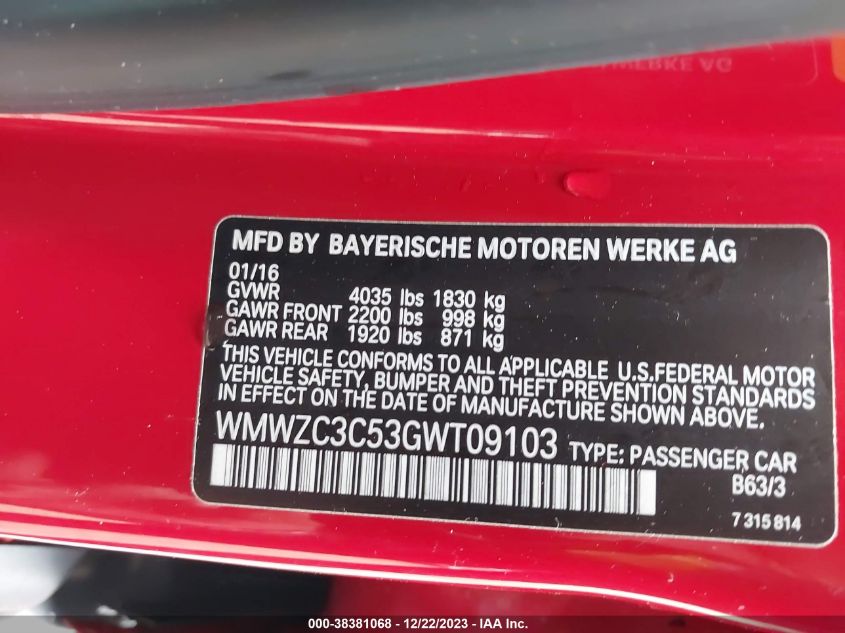 MFD BY BAYERISCHE MOTOREN WERKE AG
01/16
GVWR 4035 lbs 1830 kg
GAWR FRONT 2200 lbs 998 kg
GAWR REAR 1920 lbs 871 kg
THIS VEHICLE CONFORMS TO ALL APPLICABLE U.S.FEDERAL MOTOR
VEHICLE SAFETY, BUMPER AND THEFT PREVENTION STANDARDS
IN EFFECT ON THE DATE OF MANUFACTURE SHOWN ABOVE.
WMWZC3C53GWT09103 TYPE: PASSENGER CAR
B63/3
7 315 814
000-38381068 - 12/22/2023 - IAA Inc.